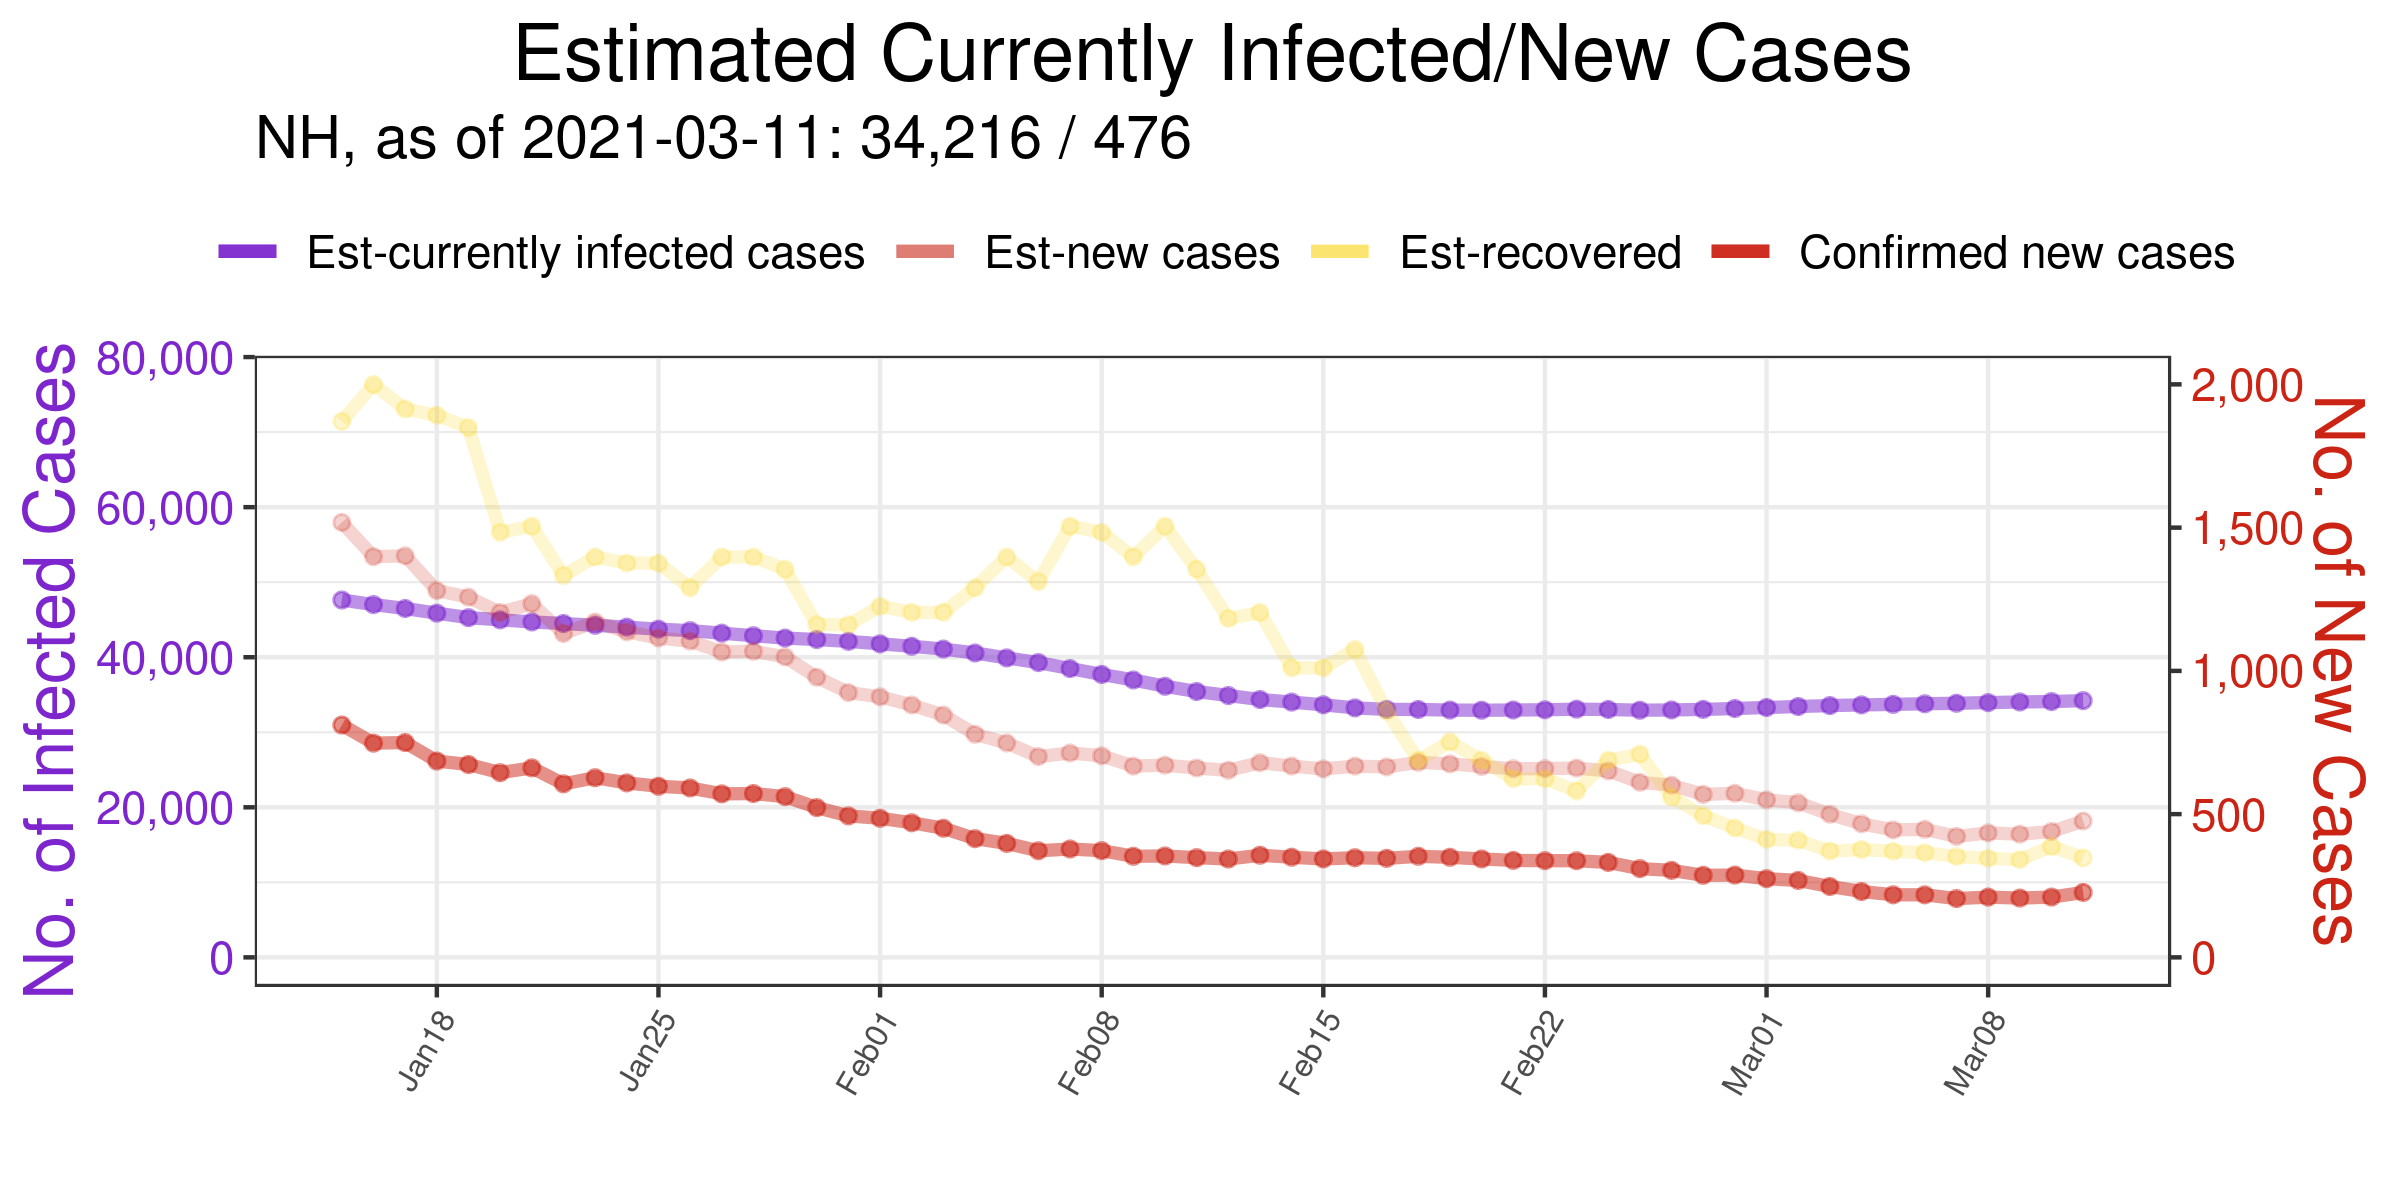 Estimated Currently Infected/New Cases
NH, as of 2021-03-11: 34,216 / 476
Est-currently infected cases Est-new cases Est-recovered Confirmed new cases
No. of Infected Cases
80,000
60,000
40,000
20,000
0
2,000
1,500
1,000
500
0
No. of New Cases
Jan18 Jan25 Feb01 Feb08 Feb15 Feb22 Mar01 Mar08